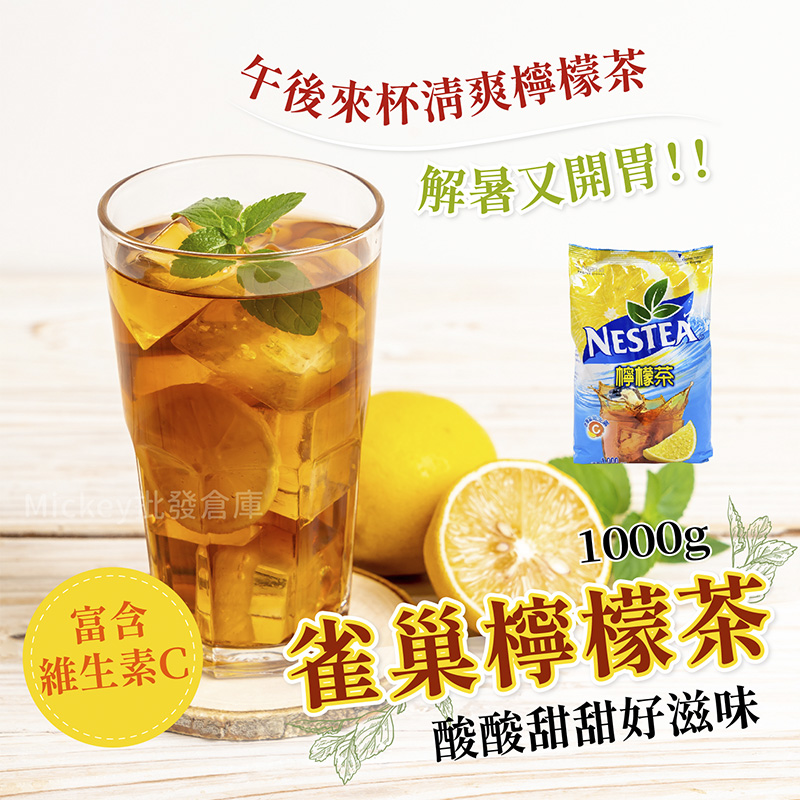 午後來杯清爽檸檬茶
解暑又開胃!!
NESTEA
檸檬茶
C
Mickey批發倉庫
1000g
富含
維生素C
雀巢檸檬茶
酸酸甜甜好滋味